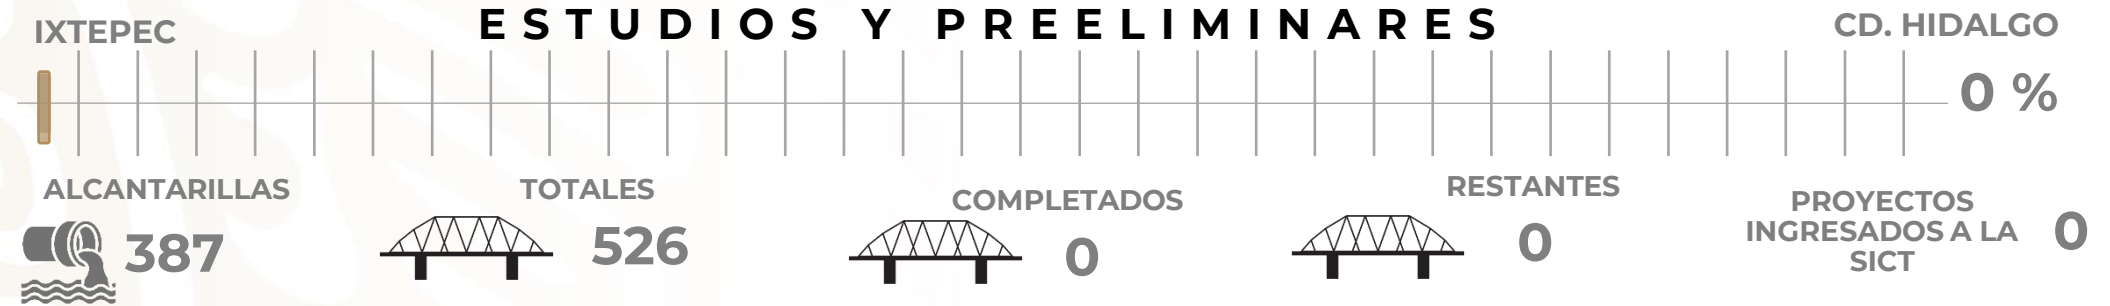 ESTUDIOS Y PREELIMINARES
IXTEPEC
CD. HIDALGO
0 %
ALCANTARILLAS
387
TOTALES
526
COMPLETADOS
0
RESTANTES
0
PROYECTOS
INGRESADOS A LA
SICT
0